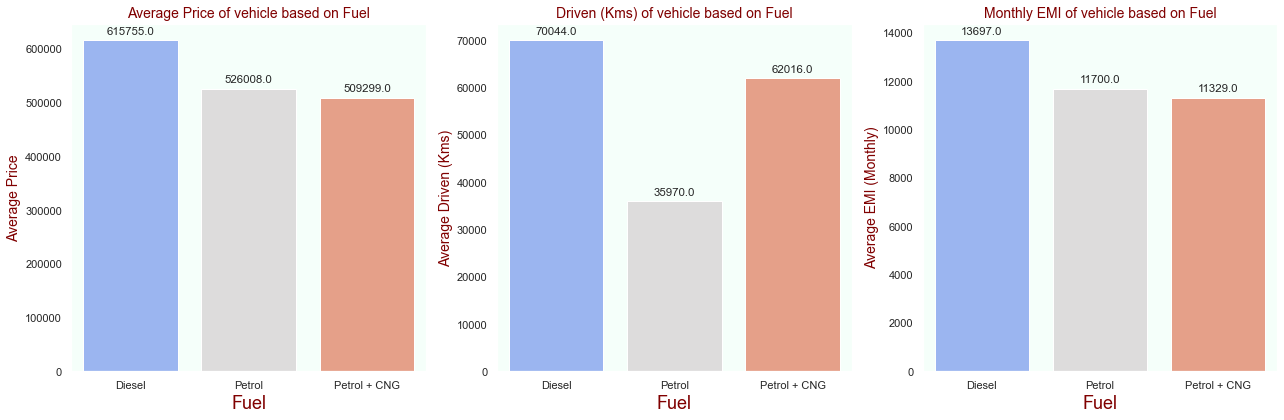 Average Price of vehicle based on Fuel
Average Price
600000
500000
400000
300000
200000
100000
0
615755.0
526008.0
509299.0
Diesel
Petrol
Petrol + CNG
Fuel
Driven (Kms) of vehicle based on Fuel
Average Driven (Kms)
70000
60000
50000
40000
30000
20000
10000
0
70044.0
35970.0
62016.0
Diesel
Petrol
Petrol + CNG
Fuel
Monthly EMI of vehicle based on Fuel
Average EMI (Monthly)
14000
12000
10000
8000
6000
4000
2000
0
13697.0
11700.0
11329.0
Diesel
Petrol
Petrol + CNG
Fuel